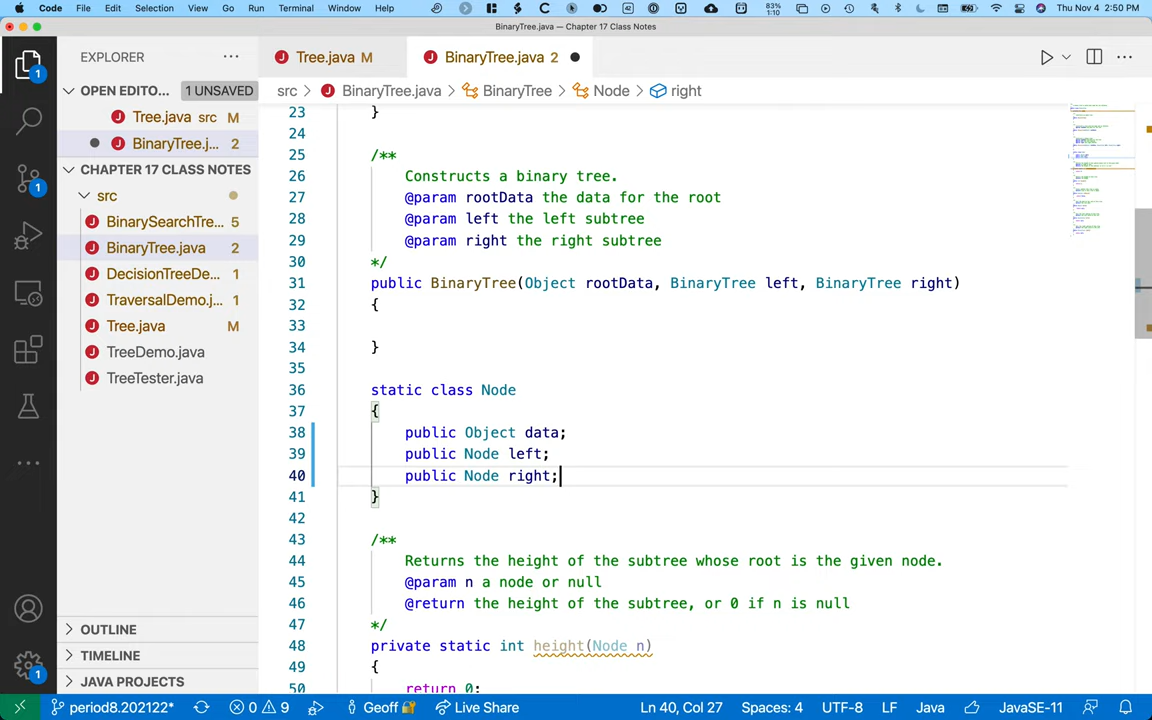 Code File Edit Selection View Go Run Terminal Window Help 83% 1:10 Thu Nov 4 2:50 PM
BinaryTree.java — Chapter 17 Class Notes
EXPLORER ···
Tree.java M
BinaryTree.java 2
OPEN EDITO... 1 UNSAVED
src > BinaryTree.java > BinaryTree > Node > right
Tree.java src M
BinaryTree.j... 2
CHAPTER 17 CLASS NOTES
src
BinarySearchTre... 5
BinaryTree.java 2
DecisionTreeDe... 1
TraversalDemo.j... 1
Tree.java M
TreeDemo.java
TreeTester.java
OUTLINE
TIMELINE
JAVA PROJECTS
1
1
1
23 }
24
25 /**
26 Constructs a binary tree.
27 @param rootData the data for the root
28 @param left the left subtree
29 @param right the right subtree
30 */
31 public BinaryTree(Object rootData, BinaryTree left, BinaryTree right)
32 {
33
34 }
35
36 static class Node
37 {
38 public Object data;
39 public Node left;
40 public Node right;
41 }
42
43 /**
44 Returns the height of the subtree whose root is the given node.
45 @param n a node or null
46 @return the height of the subtree, or 0 if n is null
47 */
48 private static int height(Node n)
49 {
50 return 0;
period8.202122* 0 9 Geoff Live Share Ln 40, Col 27 Spaces: 4 UTF-8 LF Java JavaSE-11